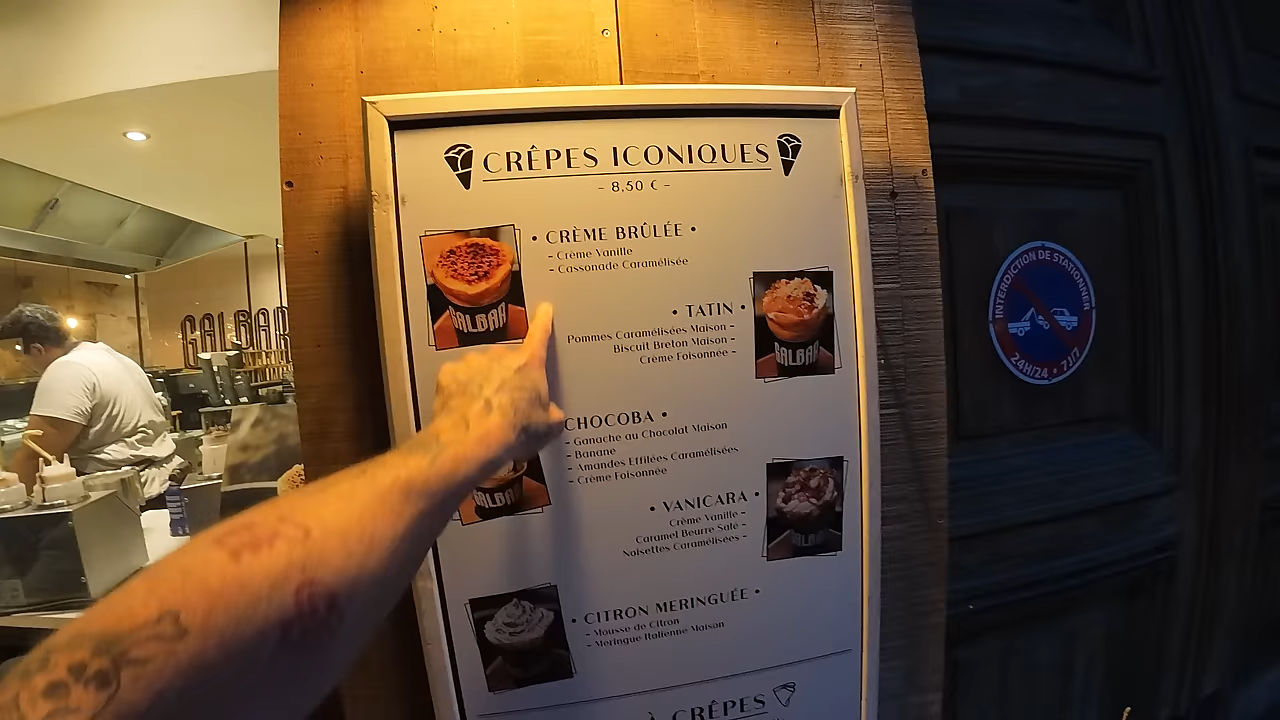 CRÊPES ICONIQUES
- 8,50 € -
• CRÈME BRÛLÉE •
- Crème Vanille
- Cassonade Caramélisée
GALBAR
• TATIN •
Pommes Caramélisées Maison -
Biscuit Breton Maison -
Crème Foisonnée -
GALBAR
CHOCOBA •
- Ganache au Chocolat Maison
- Banane
- Amandes Effilées Caramélisées
- Crème Foisonnée
GALBAR
• VANICARA •
Crème Vanille -
Caramel Beurre Salé -
Noisettes Caramélisées -
• CITRON MERINGUÉE •
- Mousse de Citron
- Meringue Italienne Maison
À CRÊPES
GALBAR
INTERDICTION DE STATIONNER
24H/24 • 7J/7